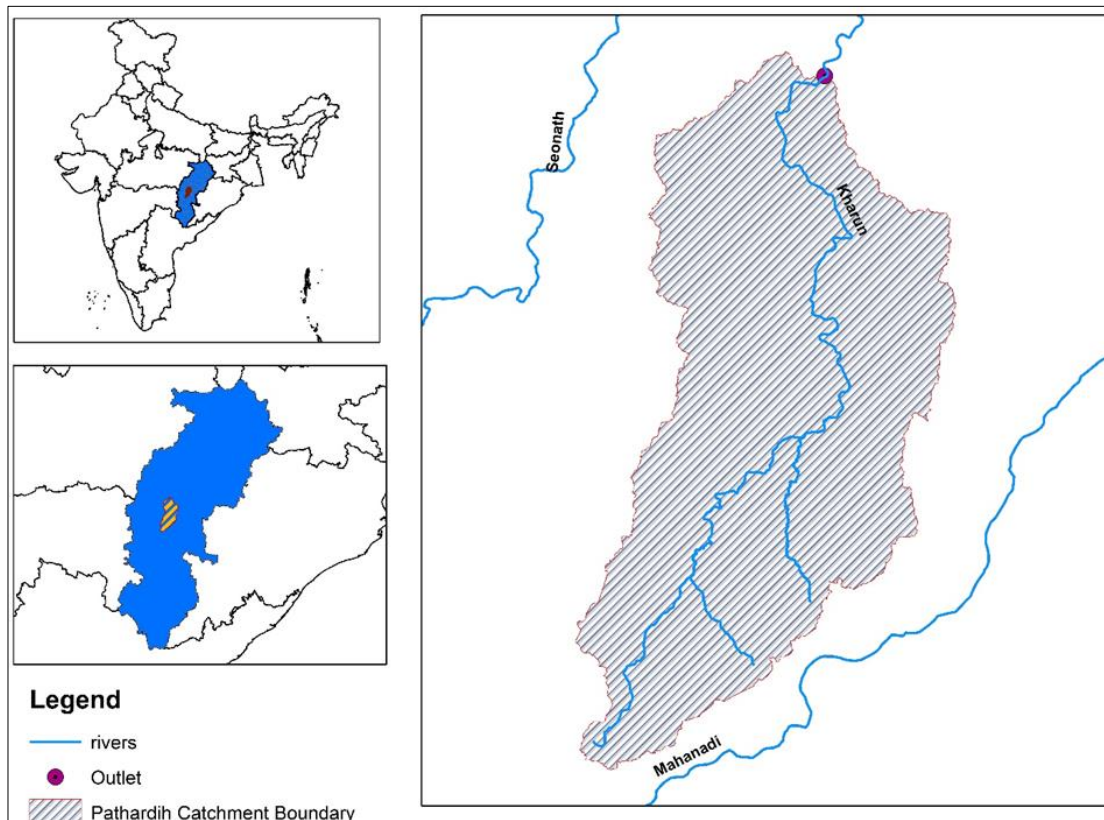 Seonath
Kharun
Mahanadi
Legend
rivers
Outlet
Pathardih Catchment Boundary